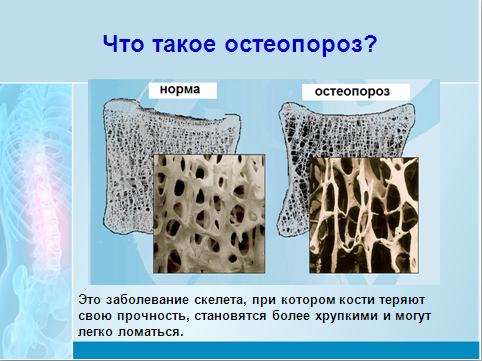 Что такое остеопороз?
норма
остеопороз
Это заболевание скелета, при котором кости теряют
свою прочность, становятся более хрупкими и могут
легко ломаться.